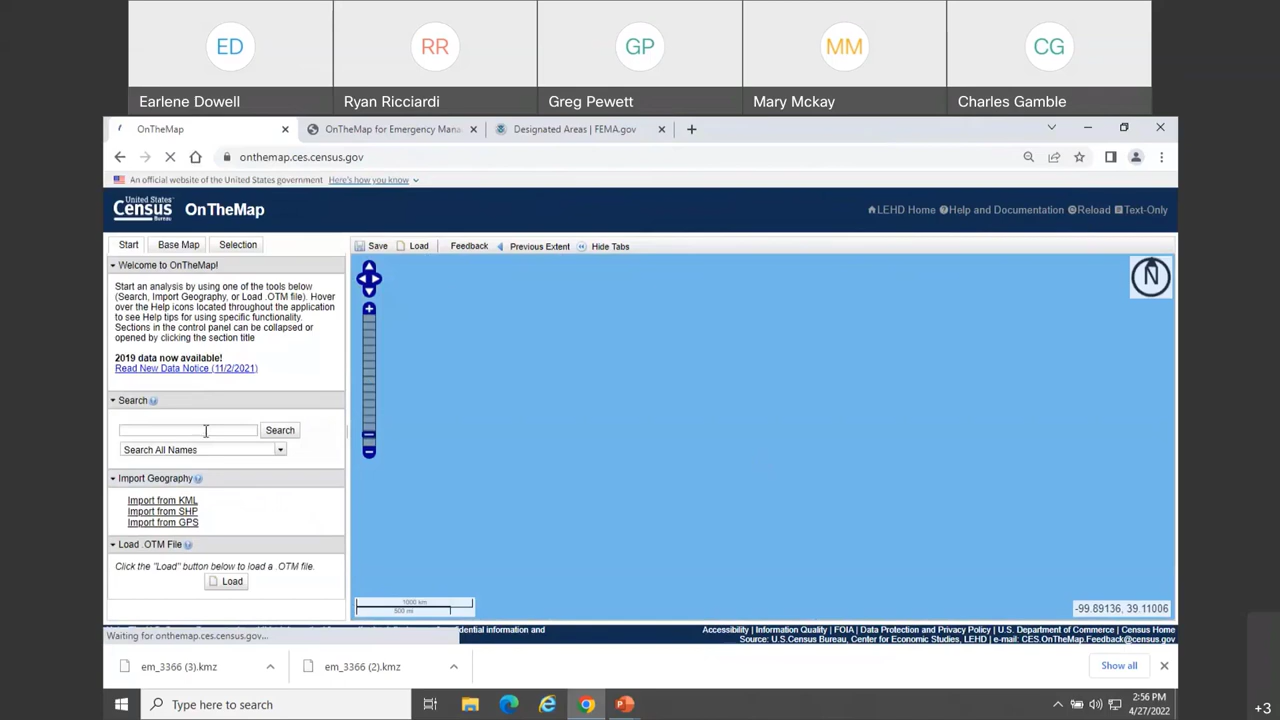 ED RR GP MM CG
Earlene Dowell Ryan Ricciardi Greg Pewett Mary Mckay Charles Gamble
OnTheMap OnTheMap for Emergency Mana Designated Areas | FEMA.gov
onthemap.ces.census.gov
An official website of the United States government Here's how you know
United States Census Bureau OnTheMap LEHD Home Help and Documentation Reload Text-Only
Start Base Map Selection Save Load Feedback Previous Extent Hide Tabs
Welcome to OnTheMap!
N
Start an analysis by using one of the tools below
(Search, Import Geography, or Load .OTM file). Hover
over the Help icons located throughout the application
to see Help tips for using specific functionality.
Sections in the control panel can be collapsed or
opened by clicking the section title
2019 data now available!
Read New Data Notice (11/2/2021)
Search
Search
Search All Names
Import Geography
Import from KML
Import from SHP
Import from GPS
Load .OTM File
Click the "Load" button below to load a .OTM file.
Load
1000 km
500 mi
-99.89136, 39.11006
Waiting for onthemap.ces.census.gov...
fidential information and Accessibility | Information Quality | FOIA | Data Protection and Privacy Policy | U.S. Department of Commerce | Census Home
Source: U.S.Census Bureau, Center for Economic Studies, LEHD | e-mail: CES.OnTheMap.Feedback@census.gov
em_3366 (3).kmz em_3366 (2).kmz Show all
Type here to search 2:56 PM
4/27/2022
+3